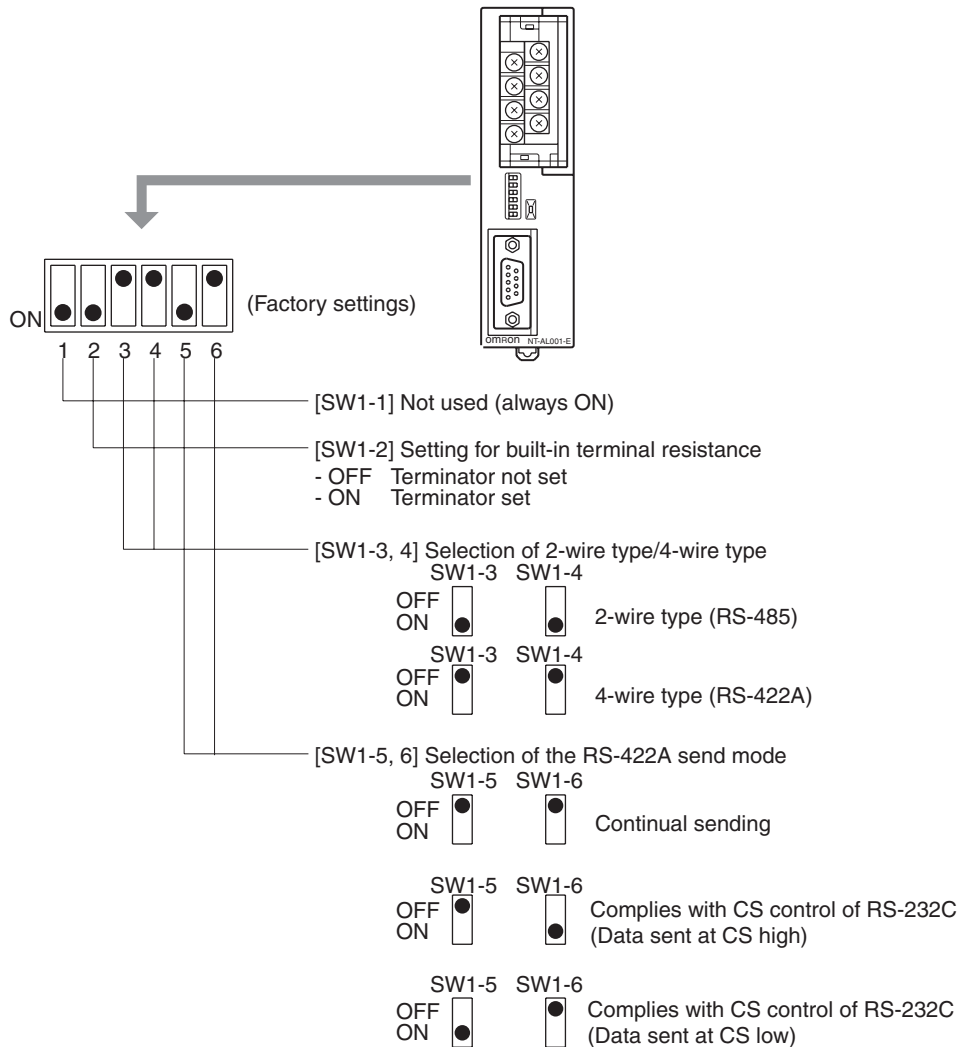 OMRON NT-AL001-E
ON
(Factory settings)
1 2 3 4 5 6
[SW1-1] Not used (always ON)
[SW1-2] Setting for built-in terminal resistance
- OFF Terminator not set
- ON Terminator set
[SW1-3, 4] Selection of 2-wire type/4-wire type
SW1-3 SW1-4
OFF
ON
2-wire type (RS-485)
SW1-3 SW1-4
OFF
ON
4-wire type (RS-422A)
[SW1-5, 6] Selection of the RS-422A send mode
SW1-5 SW1-6
OFF
ON
Continual sending
SW1-5 SW1-6
OFF
ON
Complies with CS control of RS-232C
(Data sent at CS high)
SW1-5 SW1-6
OFF
ON
Complies with CS control of RS-232C
(Data sent at CS low)